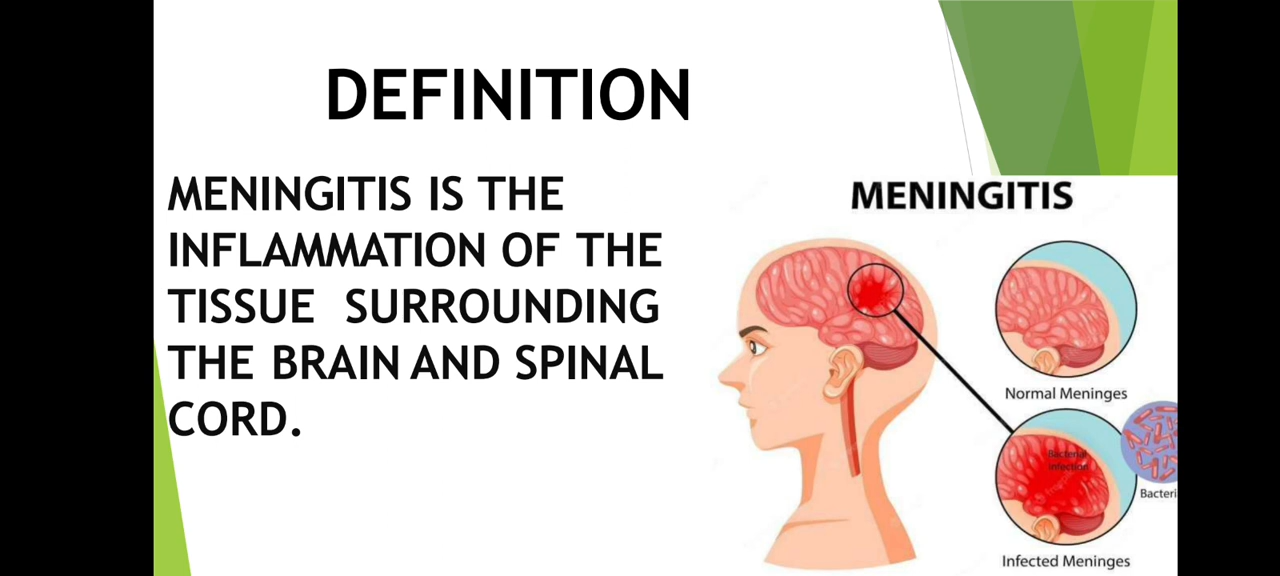 DEFINITION
MENINGITIS IS THE
INFLAMMATION OF THE
TISSUE SURROUNDING
THE BRAIN AND SPINAL
CORD.
MENINGITIS
Normal Meninges
Bacterial
infection
Bacteri
Infected Meninges